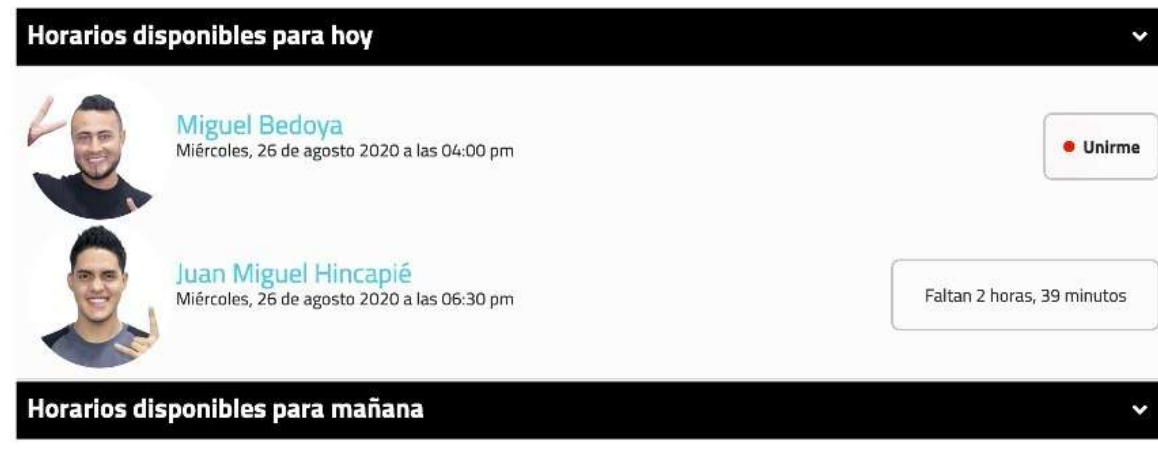 Horarios disponibles para hoy
Miguel Bedoya
Miércoles, 26 de agosto 2020 a las 04:00 pm
Unirme
Juan Miguel Hincapié
Miércoles, 26 de agosto 2020 a las 06:30 pm
Faltan 2 horas, 39 minutos
Horarios disponibles para mañana